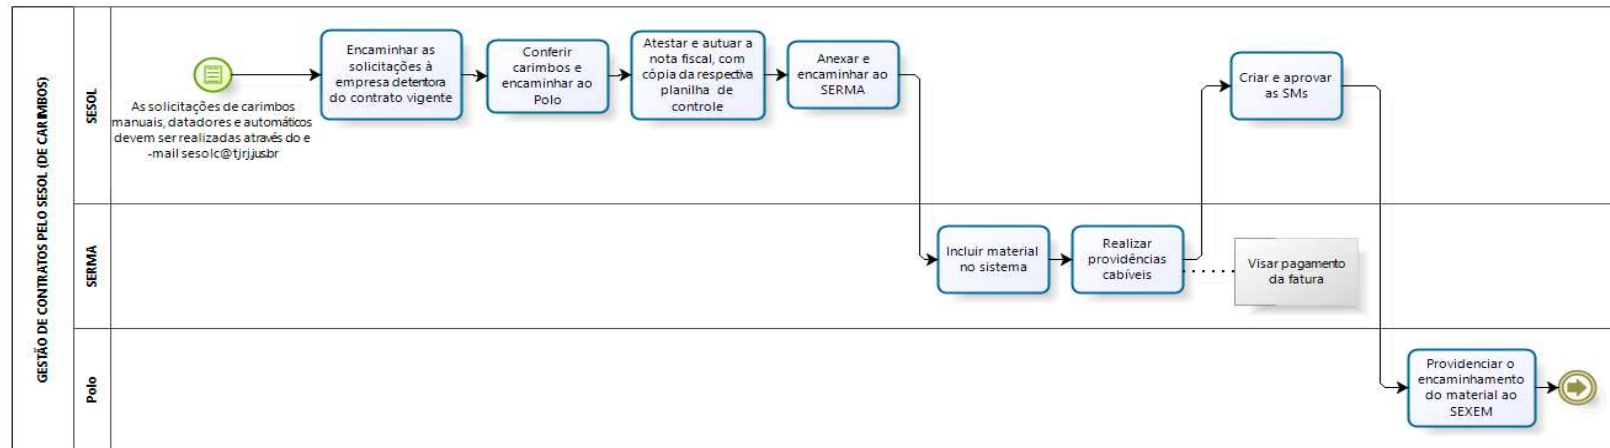 GESTÃO DE CONTRATOS PELO SESOL (DE CARIMBOS)
SESOL
As solicitações de carimbos
manuais, datadores e automáticos
devem ser realizadas através do e
-mail sesolc@tjrj.jus.br
Encaminhar as
solicitações à
empresa detentora
do contrato vigente
Conferir
carimbos e
encaminhar ao
Polo
Atestar e autuar a
nota fiscal, com
cópia da respectiva
planilha de
controle
Anexar e
encaminhar ao
SERMA
Criar e aprovar
as SMs
SERMA
Incluir material
no sistema
Realizar
providências
cabíveis
Visar pagamento
da fatura
Polo
Providenciar o
encaminhamento
do material ao
SEXEM